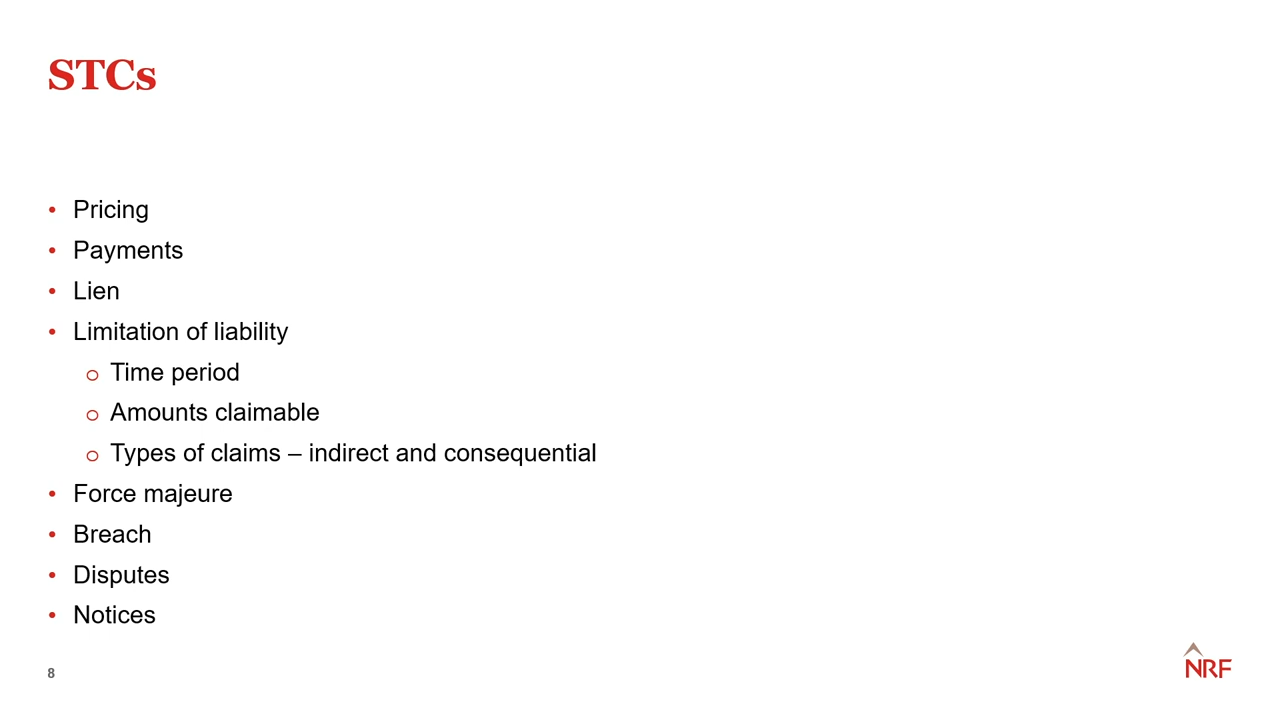 STCs
• Pricing
• Payments
• Lien
• Limitation of liability
o Time period
o Amounts claimable
o Types of claims – indirect and consequential
• Force majeure
• Breach
• Disputes
• Notices
8
NRF